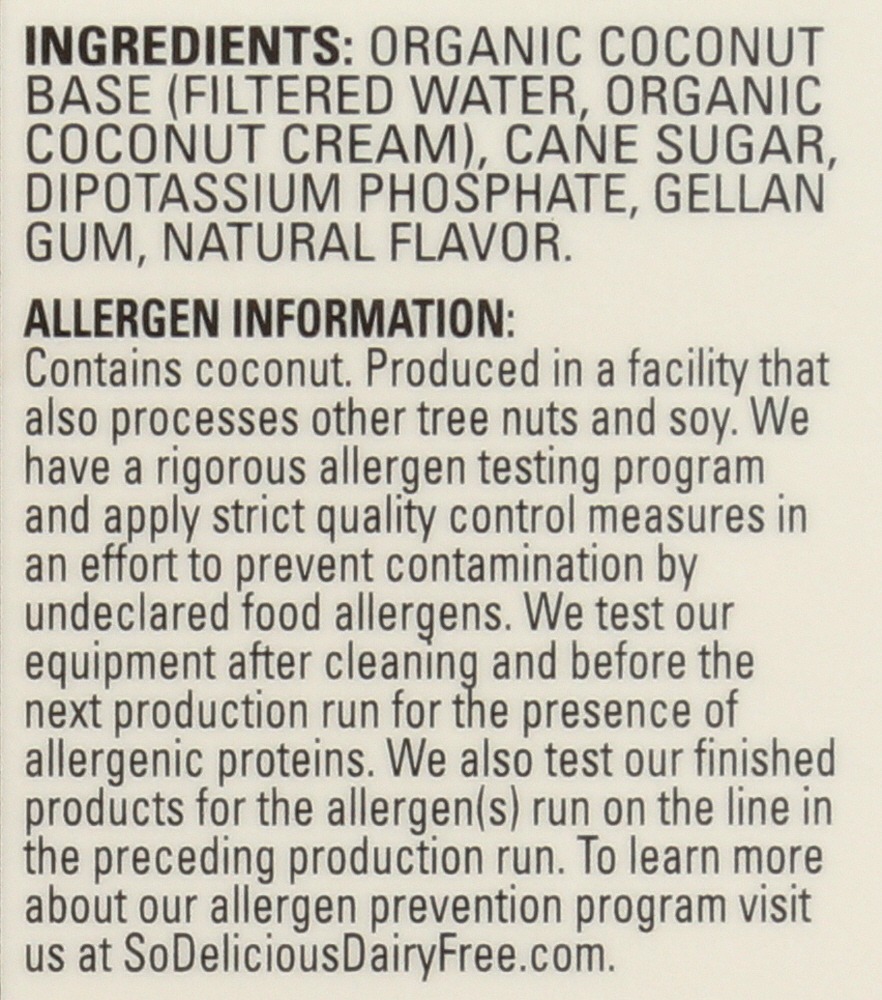 INGREDIENTS: ORGANIC COCONUT
BASE (FILTERED WATER, ORGANIC
COCONUT CREAM), CANE SUGAR,
DIPOTASSIUM PHOSPHATE, GELLAN
GUM, NATURAL FLAVOR.
ALLERGEN INFORMATION:
Contains coconut. Produced in a facility that
also processes other tree nuts and soy. We
have a rigorous allergen testing program
and apply strict quality control measures in
an effort to prevent contamination by
undeclared food allergens. We test our
equipment after cleaning and before the
next production run for the presence of
allergenic proteins. We also test our finished
products for the allergen(s) run on the line in
the preceding production run. To learn more
about our allergen prevention program visit
us at SoDeliciousDairyFree.com.